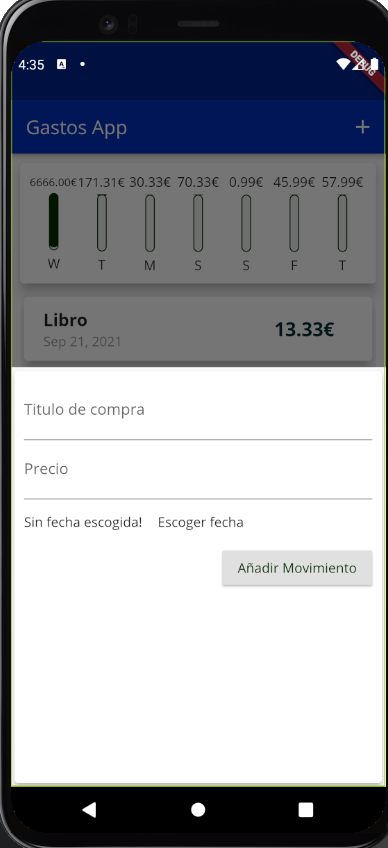 4:35
DEBUG
Gastos App
6666.00€ 171.31€ 30.33€ 70.33€ 0.99€ 45.99€ 57.99€
W T M S S F T
Libro
13.33€
Sep 21, 2021
Titulo de compra
Precio
Sin fecha escogida! Escoger fecha
Añadir Movimiento